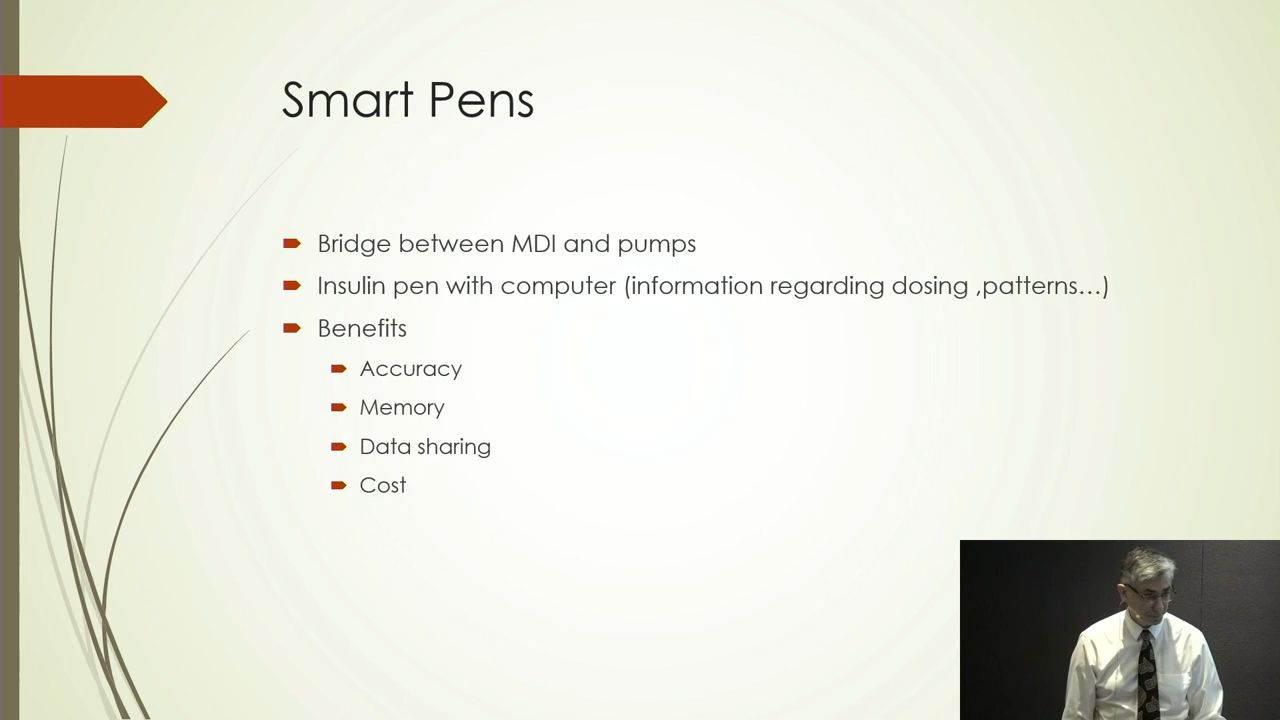 Smart Pens
Bridge between MDI and pumps
Insulin pen with computer (information regarding dosing ,patterns...)
Benefits
Accuracy
Memory
Data sharing
Cost